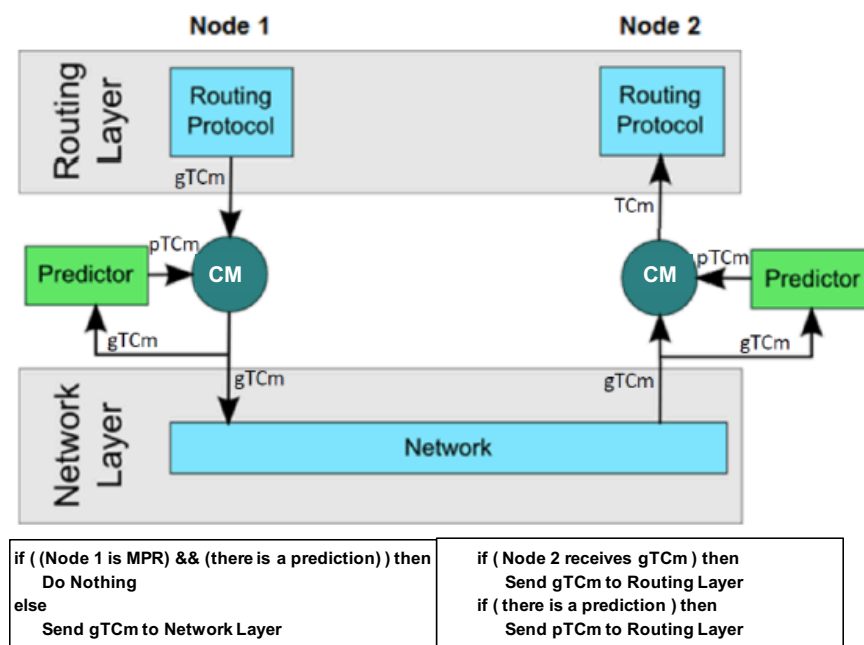 Node 1
Node 2
Routing
Layer
Routing
Protocol
Routing
Protocol
gTCm
TCm
pTCm
pTCm
Predictor
CM
CM
Predictor
gTCm
gTCm
gTCm
gTCm
Network
Layer
Network
if ( (Node 1 is MPR) && (there is a prediction) ) then
Do Nothing
else
Send gTCm to Network Layer
if ( Node 2 receives gTCm ) then
Send gTCm to Routing Layer
if ( there is a prediction ) then
Send pTCm to Routing Layer